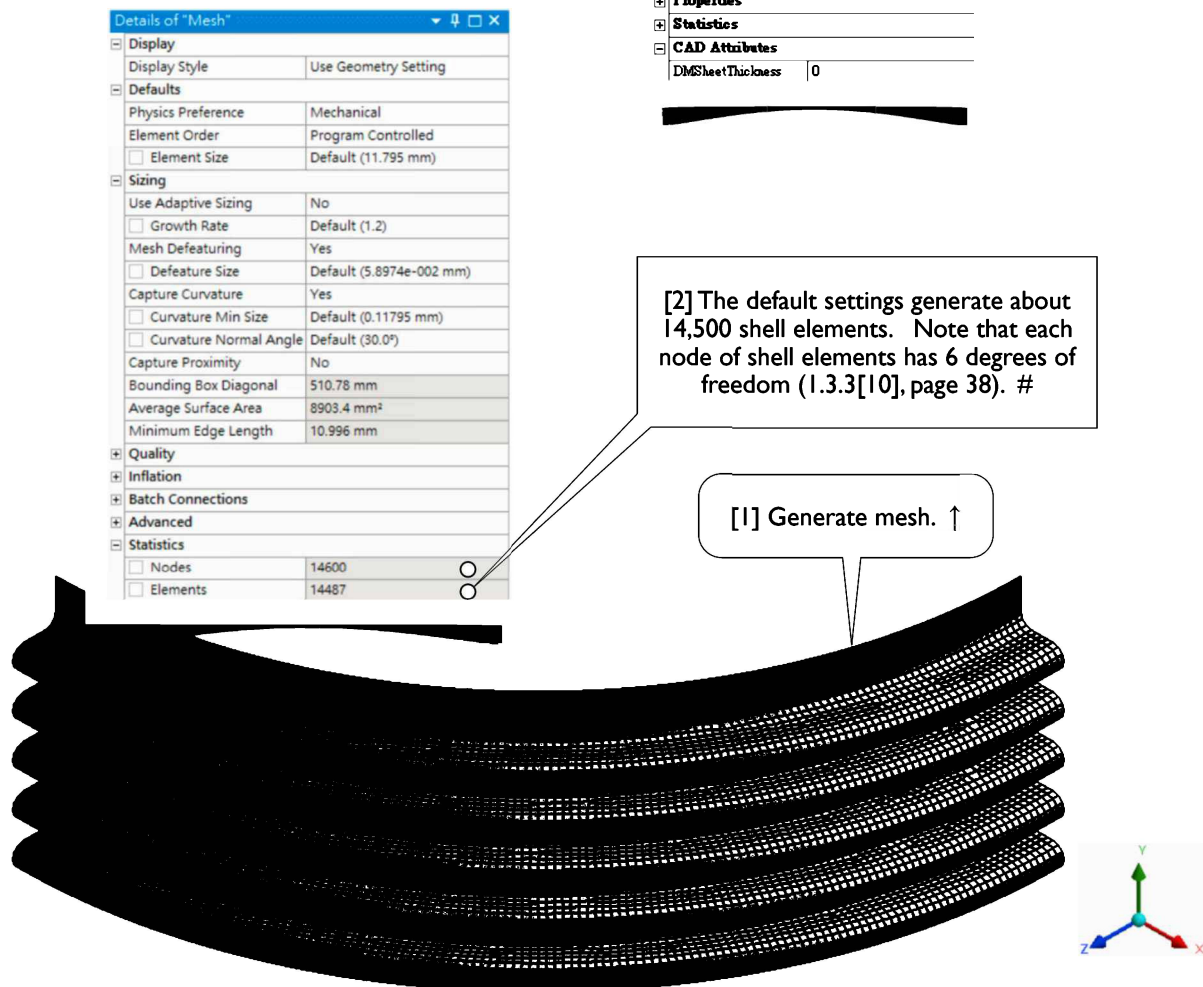 Details of "Mesh"
Display
Display Style Use Geometry Setting
Defaults
Physics Preference Mechanical
Element Order Program Controlled
Element Size Default (11.795 mm)
Sizing
Use Adaptive Sizing No
Growth Rate Default (1.2)
Mesh Defeaturing Yes
Defeature Size Default (5.8974e-002 mm)
Capture Curvature Yes
Curvature Min Size Default (0.11795 mm)
Curvature Normal Angle Default (30.0°)
Capture Proximity No
Bounding Box Diagonal 510.78 mm
Average Surface Area 8903.4 mm²
Minimum Edge Length 10.996 mm
Quality
Inflation
Batch Connections
Advanced
Statistics
Nodes 14600
Elements 14487
Properties
Statistics
CAD Attributes
DMSheetThickness 0
[2] The default settings generate about
14,500 shell elements. Note that each
node of shell elements has 6 degrees of
freedom (1.3.3[10], page 38). #
[1] Generate mesh. ↑
Y
Z
X